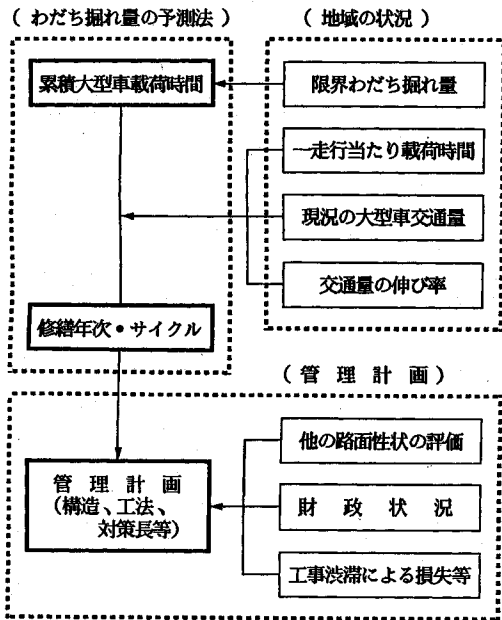 ( わだち掘れ量の予測法 )
( 地域の状況 )
累積大型車載荷時間
限界わだち掘れ量
一走行当たり載荷時間
現況の大型車交通量
交通量の伸び率
修繕年次・サイクル
( 管 理 計 画 )
他の路面性状の評価
管 理 計 画
(構造、工法、
対策長等)
財 政 状 況
工事渋滞による損失等